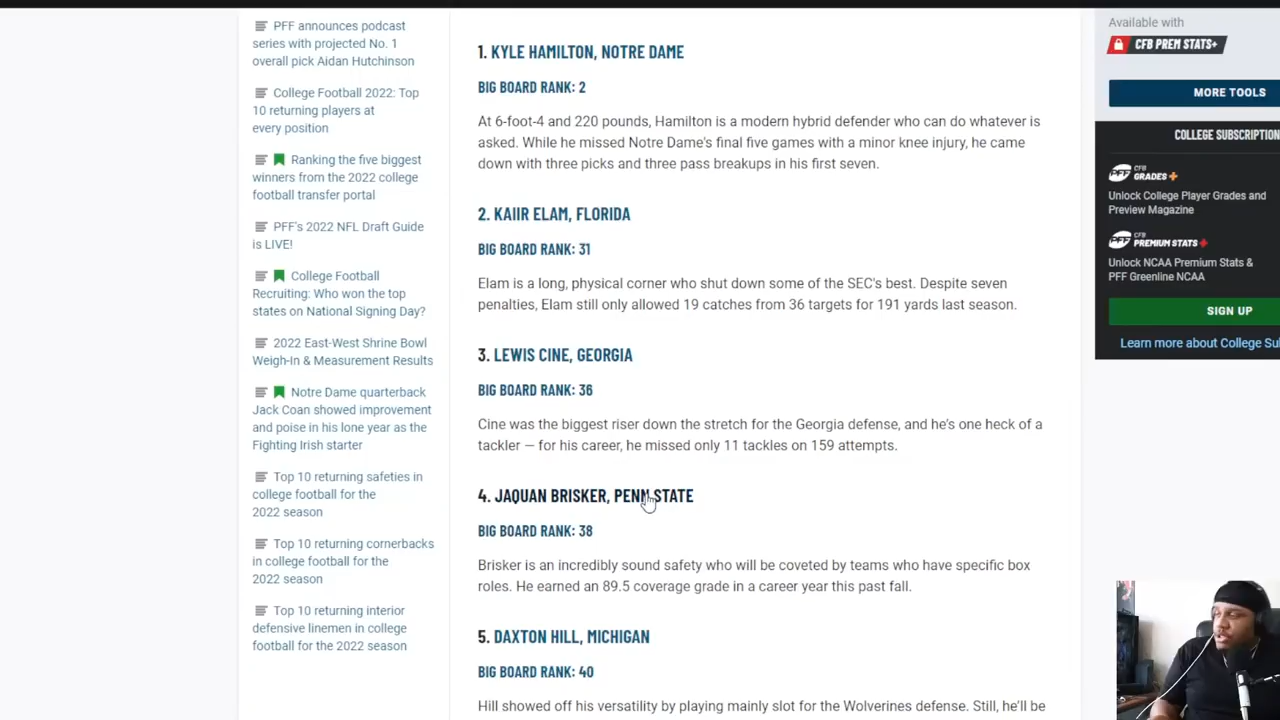 PFF announces podcast
series with projected No. 1
overall pick Aidan Hutchinson
College Football 2022: Top
10 returning players at
every position
Ranking the five biggest
winners from the 2022 college
football transfer portal
PFF's 2022 NFL Draft Guide
is LIVE!
College Football
Recruiting: Who won the top
states on National Signing Day?
2022 East-West Shrine Bowl
Weigh-In & Measurement Results
Notre Dame quarterback
Jack Coan showed improvement
and poise in his lone year as the
Fighting Irish starter
Top 10 returning safeties in
college football for the
2022 season
Top 10 returning cornerbacks
in college football for the
2022 season
Top 10 returning interior
defensive linemen in college
football for the 2022 season
1. KYLE HAMILTON, NOTRE DAME
BIG BOARD RANK: 2
At 6-foot-4 and 220 pounds, Hamilton is a modern hybrid defender who can do whatever is
asked. While he missed Notre Dame's final five games with a minor knee injury, he came
down with three picks and three pass breakups in his first seven.
2. KAIIR ELAM, FLORIDA
BIG BOARD RANK: 31
Elam is a long, physical corner who shut down some of the SEC's best. Despite seven
penalties, Elam still only allowed 19 catches from 36 targets for 191 yards last season.
3. LEWIS CINE, GEORGIA
BIG BOARD RANK: 36
Cine was the biggest riser down the stretch for the Georgia defense, and he's one heck of a
tackler — for his career, he missed only 11 tackles on 159 attempts.
4. JAQUAN BRISKER, PENN STATE
BIG BOARD RANK: 38
Brisker is an incredibly sound safety who will be coveted by teams who have specific box
roles. He earned an 89.5 coverage grade in a career year this past fall.
5. DAXTON HILL, MICHIGAN
BIG BOARD RANK: 40
Hill showed off his versatility by playing mainly slot for the Wolverines defense. Still, he'll be
Available with
CFB PREM STATS+
MORE TOOLS
COLLEGE SUBSCRIPTION
PFF CFB GRADES+
Unlock College Player Grades and
Preview Magazine
PFF CFB PREMIUM STATS+
Unlock NCAA Premium Stats &
PFF Greenline NCAA
SIGN UP
Learn more about College Su